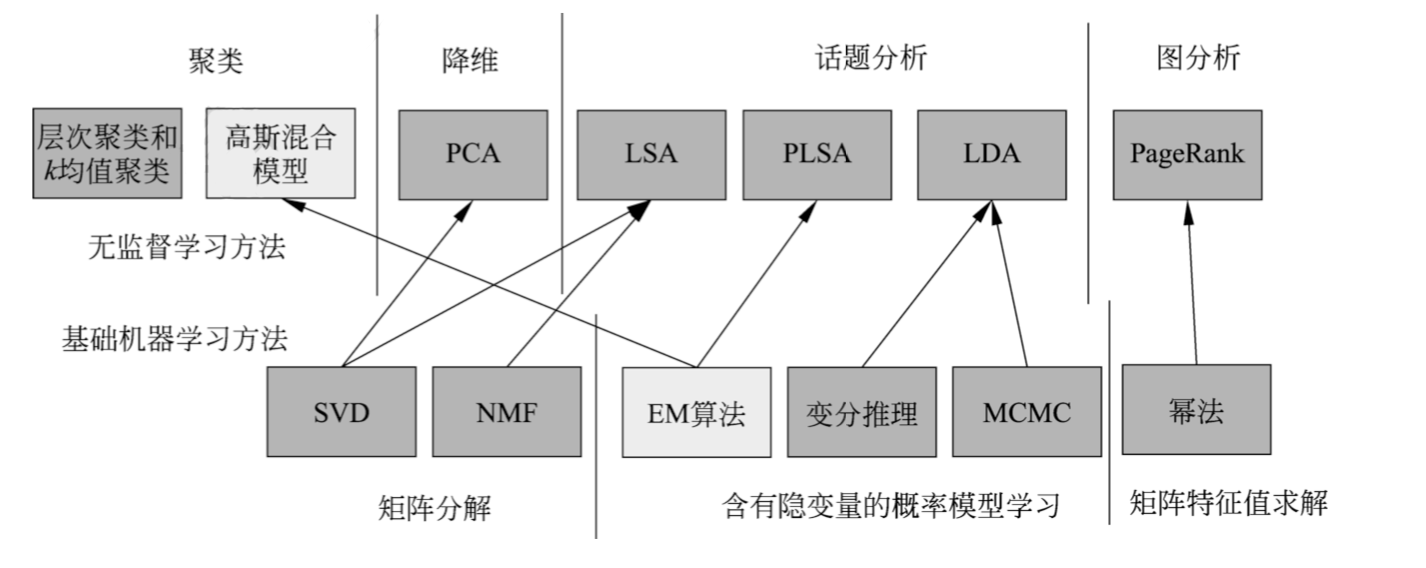 聚类
降维
话题分析
图分析
层次聚类和
k均值聚类
高斯混合
模型
PCA
LSA
PLSA
LDA
PageRank
无监督学习方法
基础机器学习方法
SVD
NMF
EM算法
变分推理
MCMC
幂法
矩阵分解
含有隐变量的概率模型学习
矩阵特征值求解